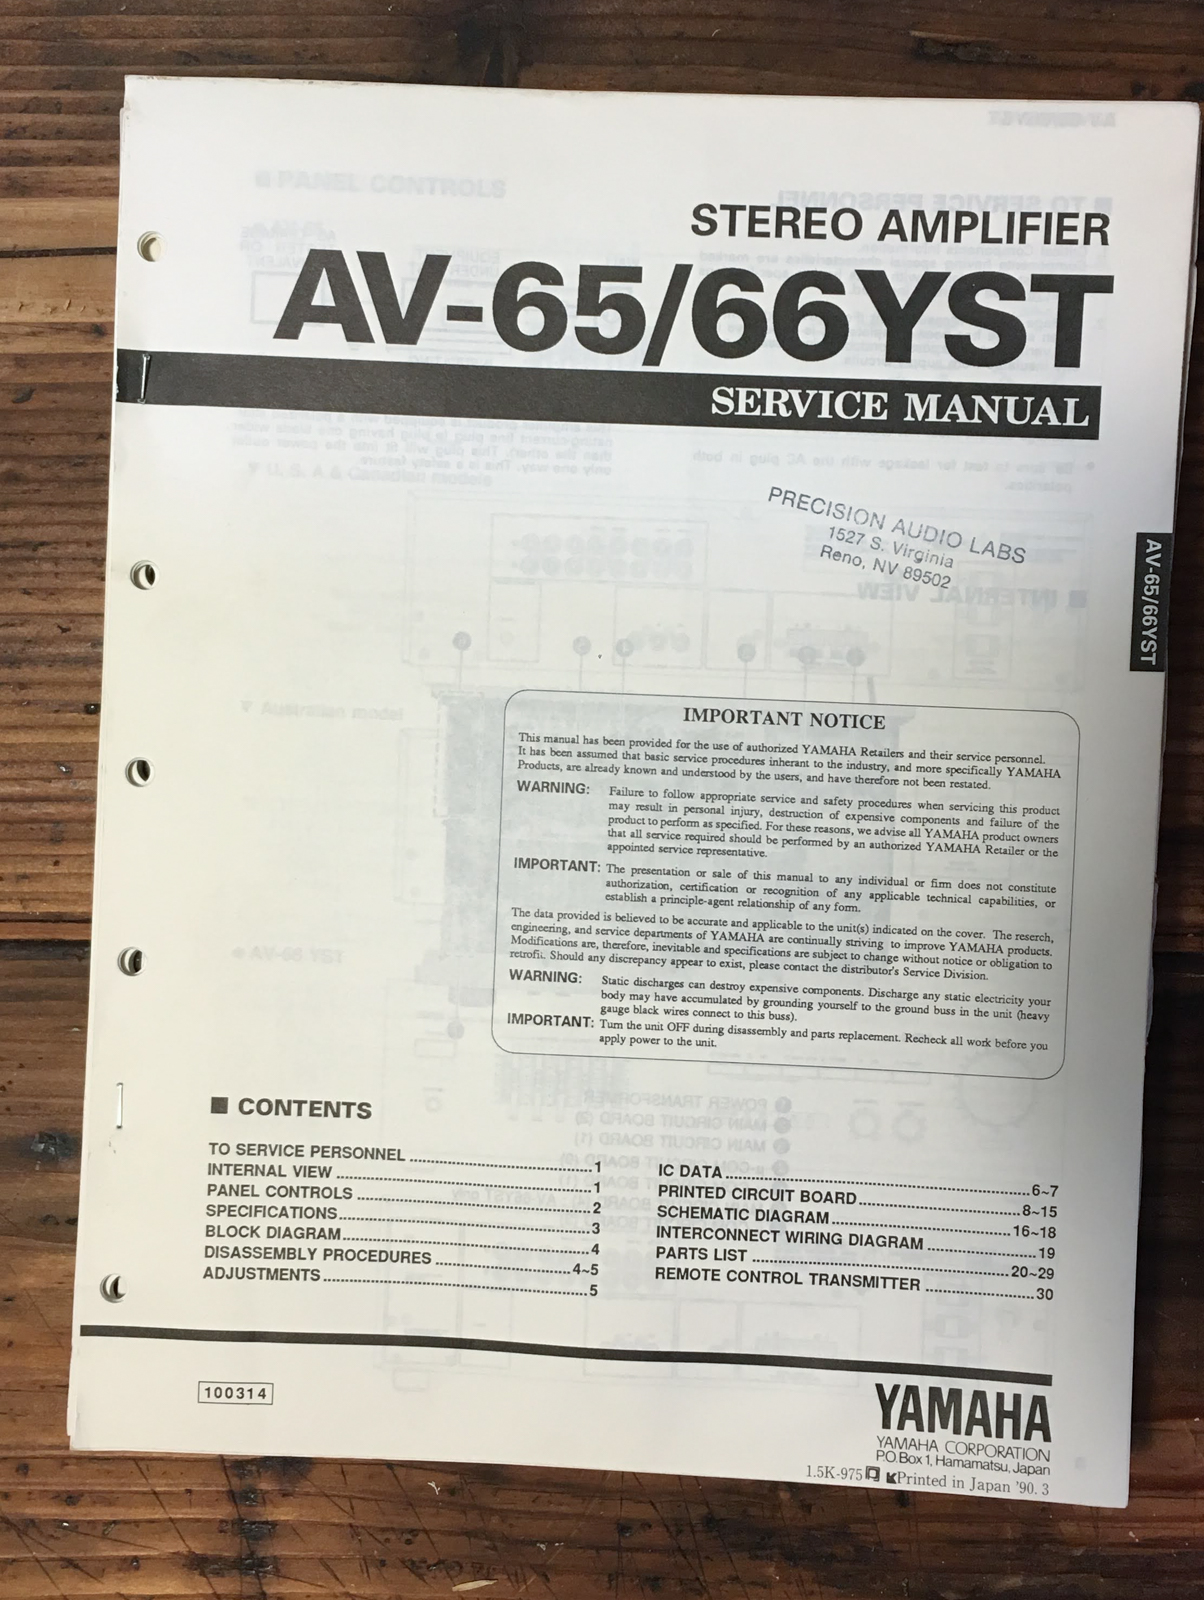 STEREO AMPLIFIER
AV-65/66YST
SERVICE MANUAL
PRECISION AUDIO LABS
1527 S. Virginia
Reno, NV 89502
AV-65/66YST
IMPORTANT NOTICE
This manual has been provided for the use of authorized YAMAHA Retailers and their service personnel.
It has been assumed that basic service procedures inherant to the industry, and more specifically YAMAHA
Products, are already known and understood by the users, and have therefore not been restated.
WARNING: Failure to follow appropriate service and safety procedures when servicing this product
may result in personal injury, destruction of expensive components and failure of the
product to perform as specified. For these reasons, we advise all YAMAHA product owners
that all service required should be performed by an authorized YAMAHA Retailer or the
appointed service representative.
IMPORTANT: The presentation or sale of this manual to any individual or firm does not constitute
authorization, certification or recognition of any applicable technical capabilities, or
establish a principle-agent relationship of any form.
The data provided is believed to be accurate and applicable to the unit(s) indicated on the cover. The reserch,
engineering, and service departments of YAMAHA are continually striving to improve YAMAHA products.
Modifications are, therefore, inevitable and specifications are subject to change without notice or obligation to
retrofit. Should any discrepancy appear to exist, please contact the distributor's Service Division.
WARNING: Static discharges can destroy expensive components. Discharge any static electricity your
body may have accumulated by grounding yourself to the ground buss in the unit (heavy
gauge black wires connect to this buss).
IMPORTANT: Turn the unit OFF during disassembly and parts replacement. Recheck all work before you
apply power to the unit.
■ CONTENTS
TO SERVICE PERSONNEL ........ 1
INTERNAL VIEW ........ 1
PANEL CONTROLS ........ 2
SPECIFICATIONS ........ 3
BLOCK DIAGRAM ........ 4
DISASSEMBLY PROCEDURES ........ 4~5
ADJUSTMENTS ........ 5
IC DATA ........ 6~7
PRINTED CIRCUIT BOARD ........ 8~15
SCHEMATIC DIAGRAM ........ 16~18
INTERCONNECT WIRING DIAGRAM ........ 19
PARTS LIST ........ 20~29
REMOTE CONTROL TRANSMITTER ........ 30
100314
YAMAHA
YAMAHA CORPORATION
P.O.Box 1, Hamamatsu, Japan
1.5K-975 Printed in Japan '90. 3